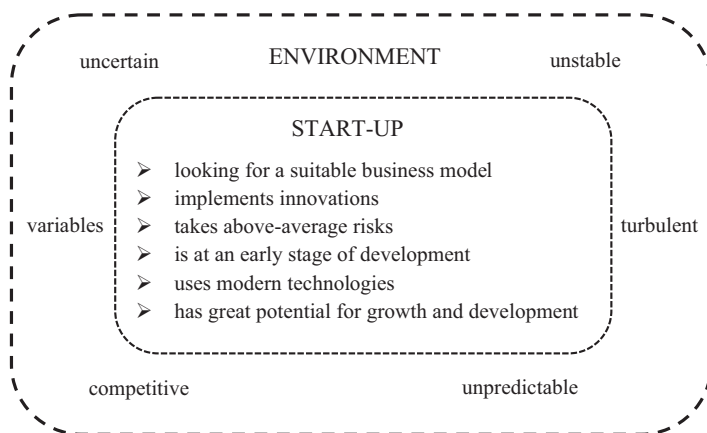 uncertain ENVIRONMENT unstable
START-UP
➢ looking for a suitable business model
➢ implements innovations
variables ➢ takes above-average risks turbulent
➢ is at an early stage of development
➢ uses modern technologies
➢ has great potential for growth and development
competitive unpredictable